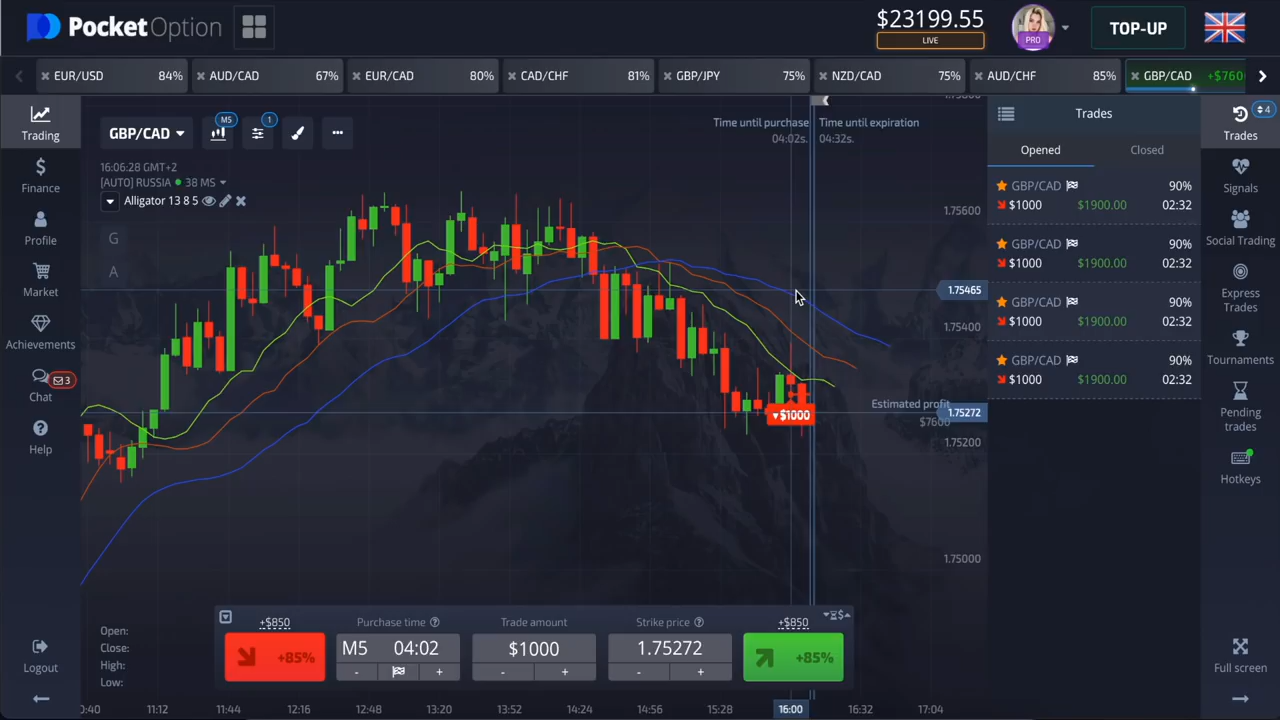 PocketOption
$23199.55
LIVE
PRO
TOP-UP
EUR/USD 84%
AUD/CAD 67%
EUR/CAD 80%
CAD/CHF 81%
GBP/JPY 75%
NZD/CAD 75%
AUD/CHF 85%
GBP/CAD +$760
Trading
Finance
Profile
Market
Achievements
3
Chat
Help
Logout
GBP/CAD
M5
1
16:06:28 GMT+2
[AUTO] RUSSIA 38 MS
Alligator 13 8 5
G
A
Time until purchase
04:02s.
Time until expiration
04:32s.
1.75600
1.75465
1.75400
Estimated profit
$7600
1.75272
1.75200
1.75000
$1000
Open:
Close:
High:
Low:
+$850
+85%
Purchase time
M5 04:02
- +
Trade amount
$1000
- +
Strike price
1.75272
- +
+$850
+85%
11:12 11:44 12:16 12:48 13:20 13:52 14:24 14:56 15:28 16:00 16:32 17:04
Trades
Opened Closed
GBP/CAD 90%
$1000 $1900.00 02:32
GBP/CAD 90%
$1000 $1900.00 02:32
GBP/CAD 90%
$1000 $1900.00 02:32
GBP/CAD 90%
$1000 $1900.00 02:32
4
Trades
Signals
Social Trading
Express
Trades
Tournaments
Pending
trades
Hotkeys
Full screen